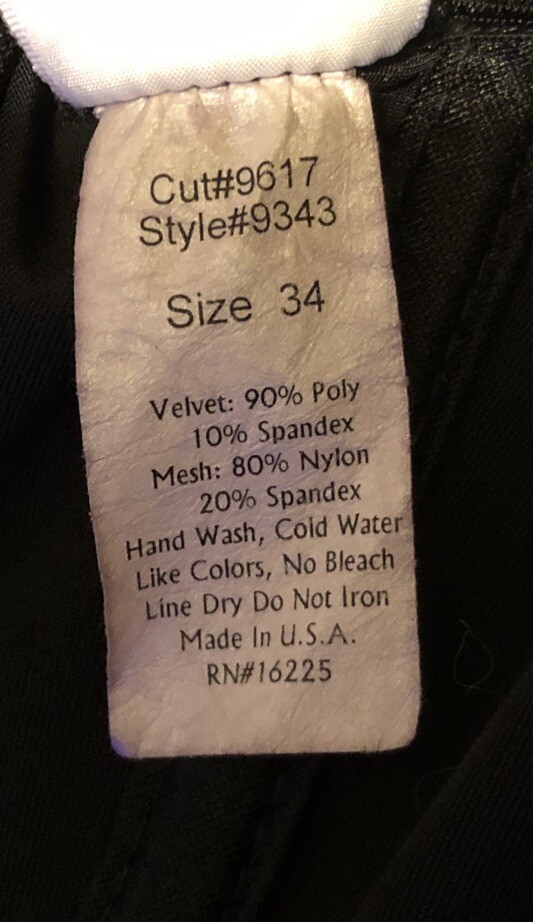 Cut#9617
Style#9343
Size 34
Velvet: 90% Poly
10% Spandex
Mesh: 80% Nylon
20% Spandex
Hand Wash, Cold Water
Like Colors, No Bleach
Line Dry Do Not Iron
Made In U.S.A.
RN#16225